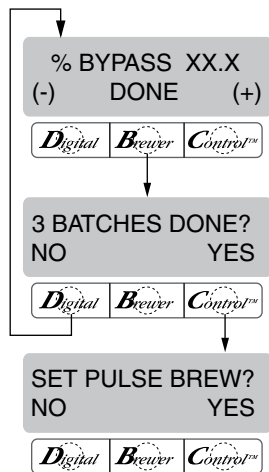 % BYPASS XX.X
(-) DONE (+)
Digital Brewer Control™
3 BATCHES DONE?
NO YES
Digital Brewer Control™
SET PULSE BREW?
NO YES
Digital Brewer Control™